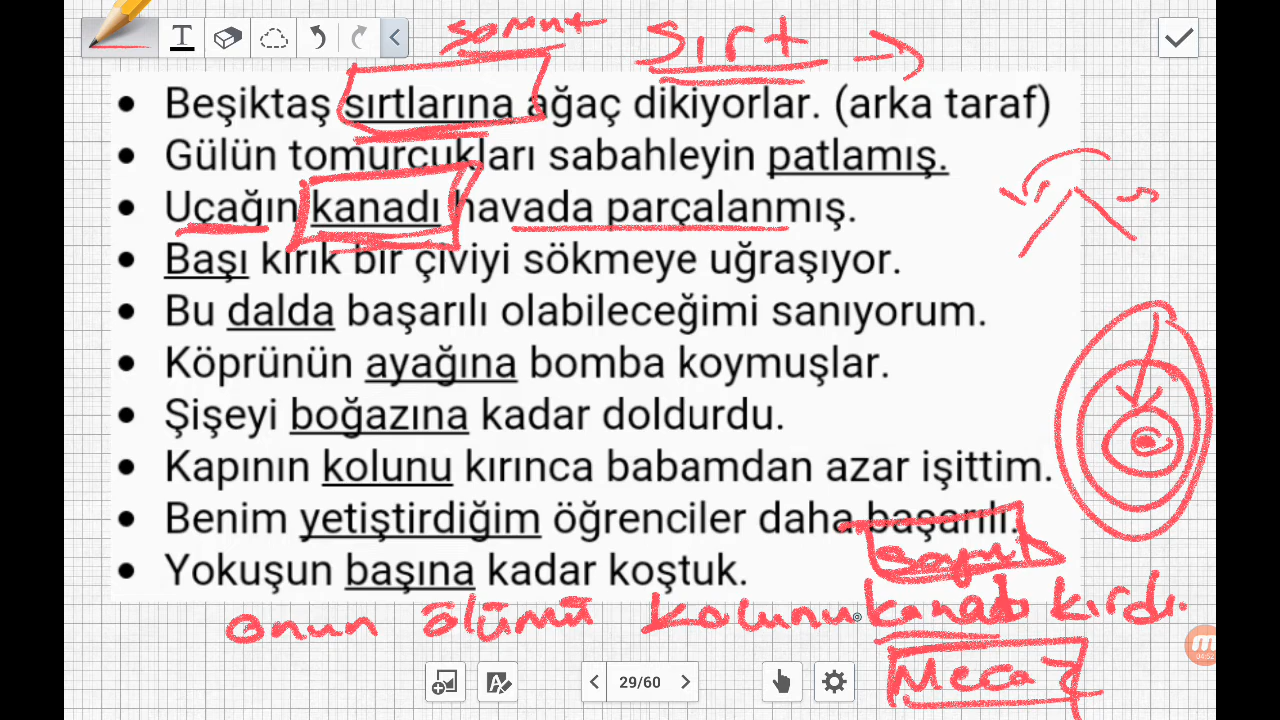 somut sırt
T
• Beşiktaş sırtlarına ağaç dikiyorlar. (arka taraf)
• Gülün tomurcukları sabahleyin patlamış.
• Uçağın kanadı havada parçalanmış.
• Başı kırık bir çiviyi sökmeye uğraşıyor.
• Bu dalda başarılı olabileceğimi sanıyorum.
• Köprünün ayağına bomba koymuşlar.
• Şişeyi boğazına kadar doldurdu.
• Kapının kolunu kırınca babamdan azar işittim.
• Benim yetiştirdiğim öğrenciler daha başarılı.
• Yokuşun başına kadar koştuk.
soyut
onun ölümü kolunu kanadı kırdı.
Mecaz
29/60
04:52